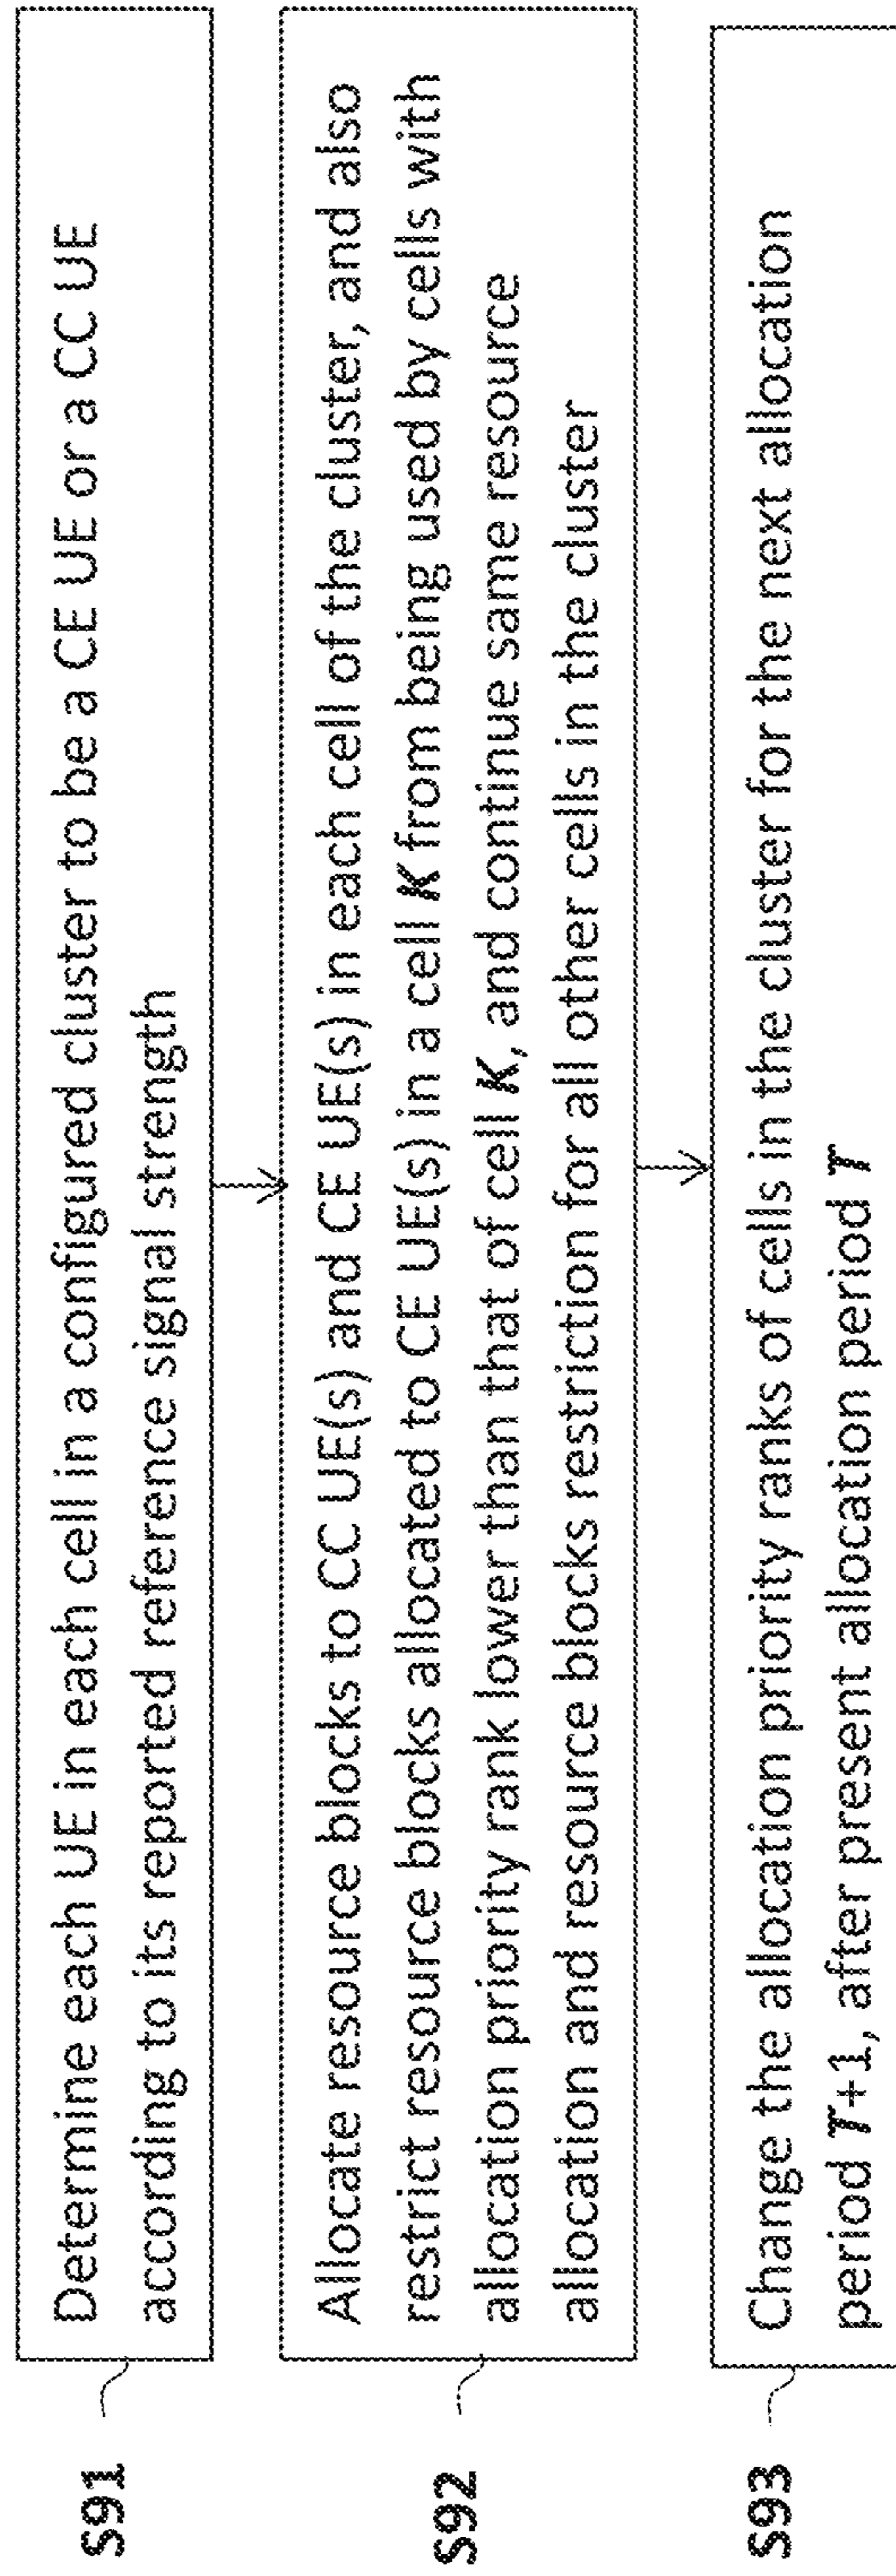 S91
Determine each UE in each cell in a configured cluster to be a CE UE or a CC UE
according to its reported reference signal strength
S92
Allocate resource blocks to CC UE(s) and CE UE(s) in each cell of the cluster, and also
restrict resource blocks allocated to CE UE(s) in a cell K from being used by cells with
allocation priority rank lower than that of cell K, and continue same resource
allocation and resource blocks restriction for all other cells in the cluster
S93
Change the allocation priority ranks of cells in the cluster for the next allocation
period T+1, after present allocation period T